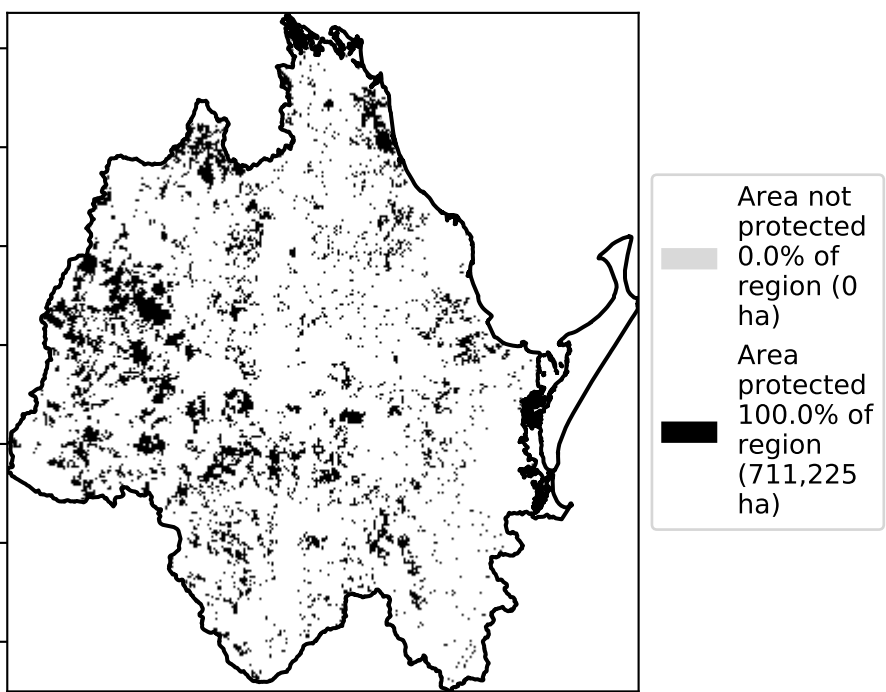 Area not
protected
0.0% of
region (0
ha)
Area
protected
100.0% of
region
(711,225
ha)